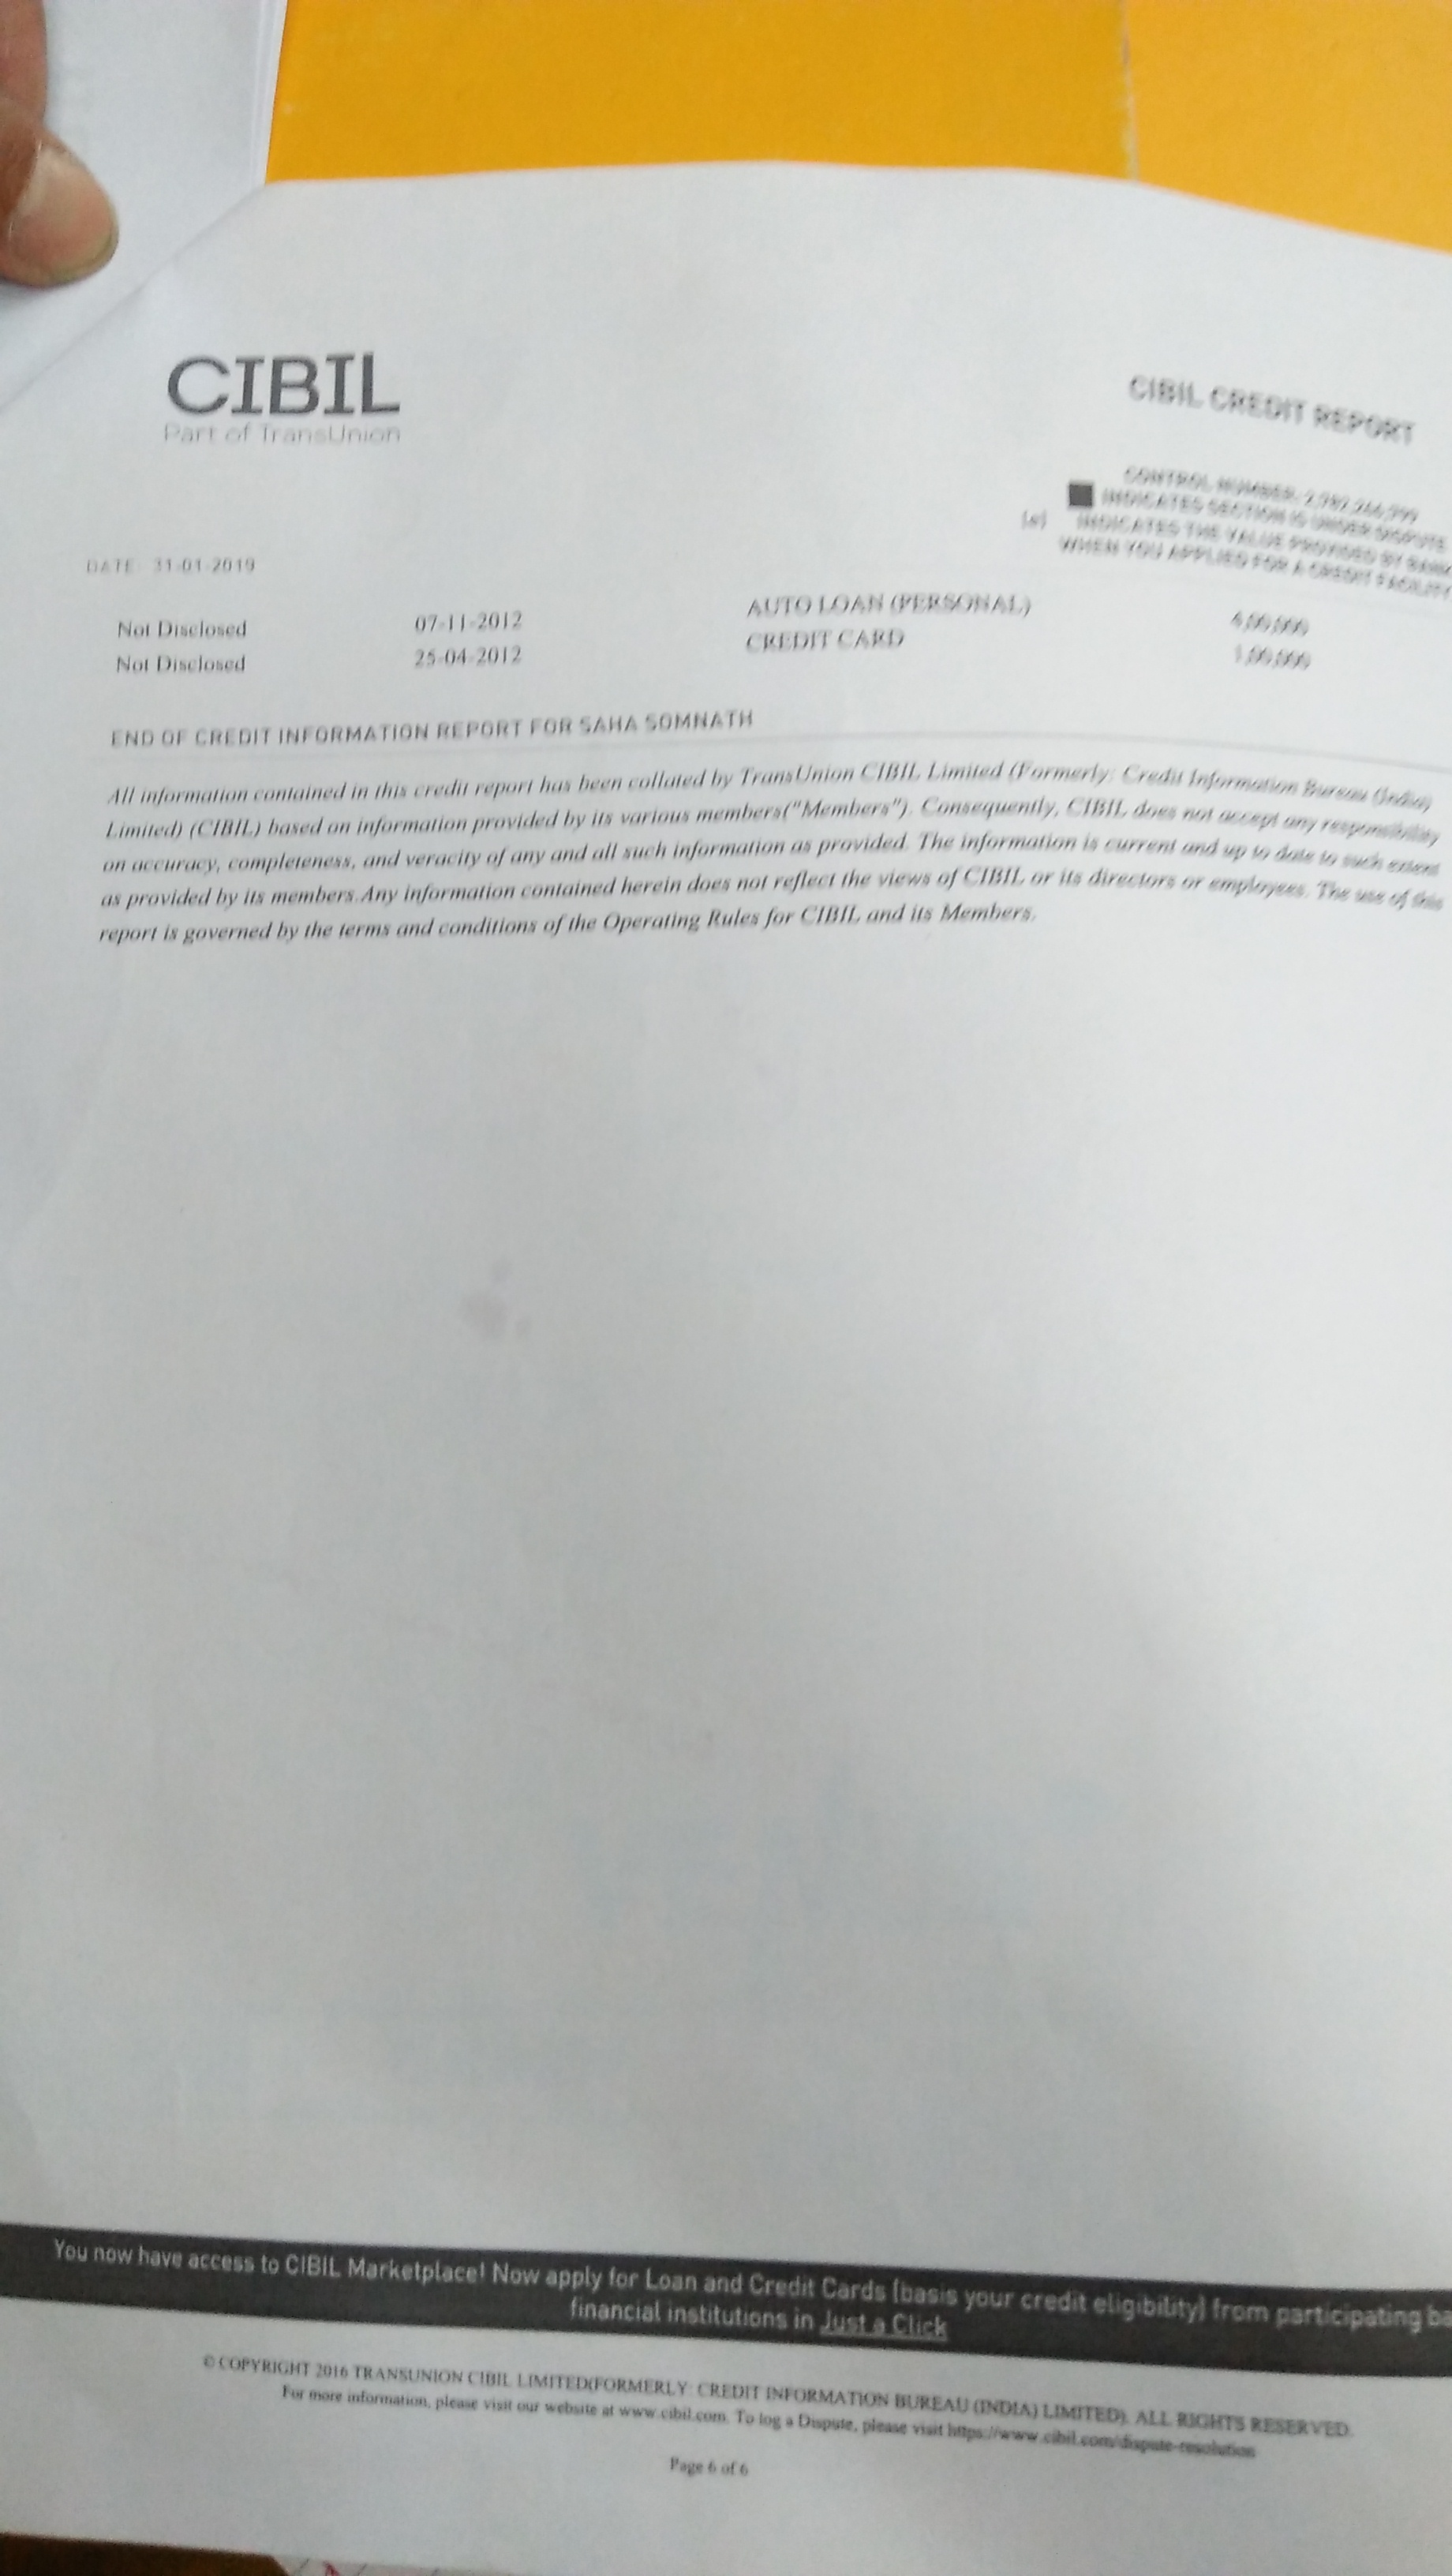 CIBIL
Part of TransUnion
CIBIL CREDIT REPORT
CONTROL NUMBER:
INDICATES SECTION IS UNDER DISPUTE
(e) INDICATES THE VALUE PROVIDED BY BANK
WHEN YOU APPLIED FOR A CREDIT FACILITY
DATE: 31-01-2019
Not Disclosed 07-11-2012 AUTO LOAN (PERSONAL)
Not Disclosed 25-04-2012 CREDIT CARD 1,00,000
END OF CREDIT INFORMATION REPORT FOR SAHA SOMNATH
All information contained in this credit report has been collated by TransUnion CIBIL Limited (Formerly: Credit Information Bureau (India)
Limited) (CIBIL) based on information provided by its various members("Members"). Consequently, CIBIL does not accept any responsibility
on accuracy, completeness, and veracity of any and all such information as provided. The information is current and up to date to such extent
as provided by its members.Any information contained herein does not reflect the views of CIBIL or its directors or employees. The use of this
report is governed by the terms and conditions of the Operating Rules for CIBIL and its Members.
You now have access to CIBIL Marketplace! Now apply for Loan and Credit Cards (basis your credit eligibility) from participating ba
financial institutions in Just a Click
© COPYRIGHT 2016 TRANSUNION CIBIL LIMITED(FORMERLY: CREDIT INFORMATION BUREAU (INDIA) LIMITED). ALL RIGHTS RESERVED.
For more information, please visit our website at www.cibil.com. To log a Dispute, please visit https://www.cibil.com/dispute-resolution
Page 6 of 6